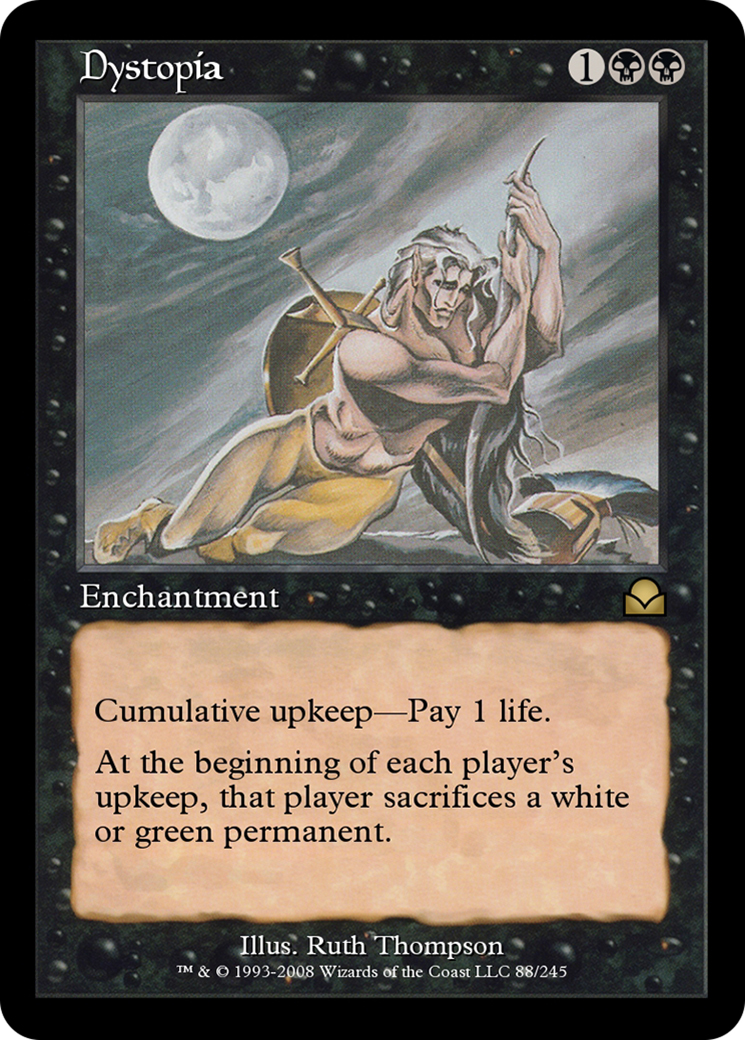 Dystopia 1
Enchantment
Cumulative upkeep—Pay 1 life.
At the beginning of each player's
upkeep, that player sacrifices a white
or green permanent.
Illus. Ruth Thompson
™ & © 1993-2008 Wizards of the Coast LLC 88/245